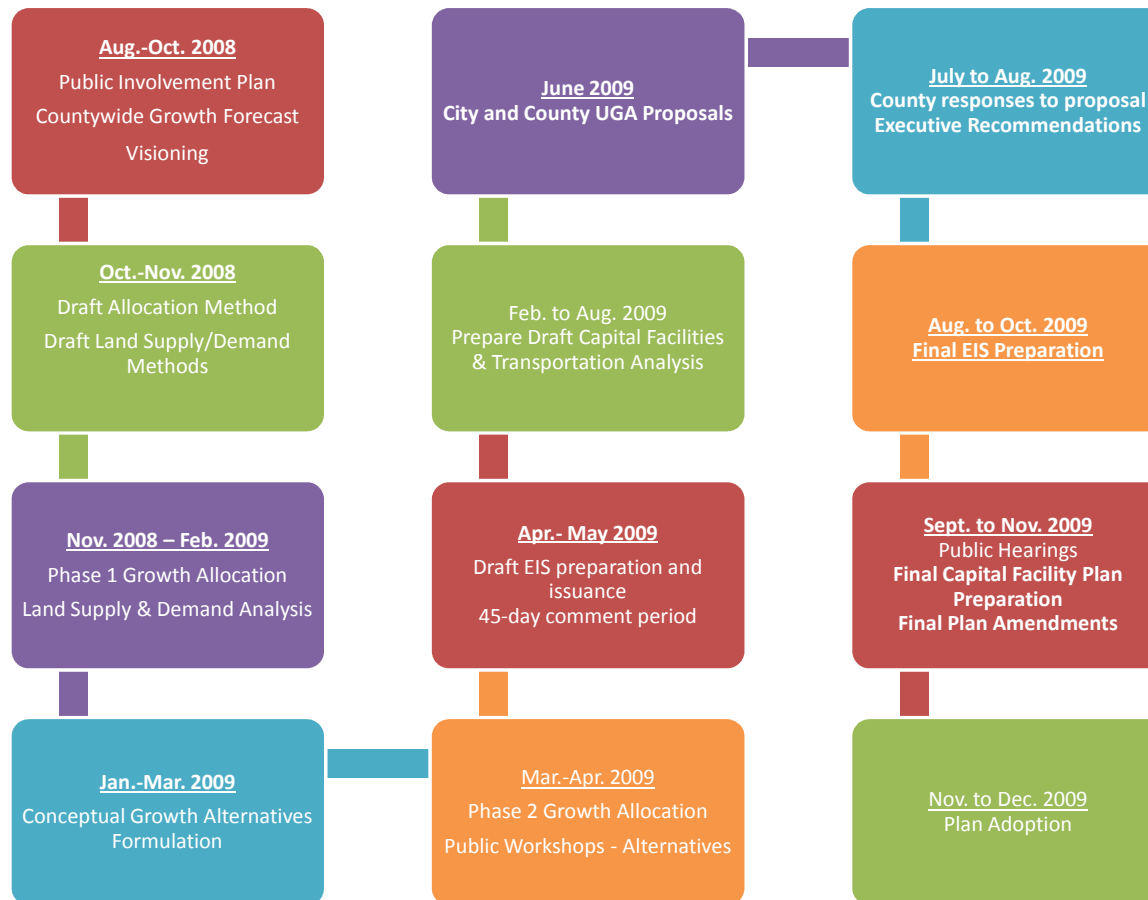 Aug.-Oct. 2008
Public Involvement Plan
Countywide Growth Forecast
Visioning
Oct.-Nov. 2008
Draft Allocation Method
Draft Land Supply/Demand
Methods
Nov. 2008 – Feb. 2009
Phase 1 Growth Allocation
Land Supply & Demand Analysis
Jan.-Mar. 2009
Conceptual Growth Alternatives
Formulation
Mar.-Apr. 2009
Phase 2 Growth Allocation
Public Workshops - Alternatives
Apr.- May 2009
Draft EIS preparation and
issuance
45-day comment period
Feb. to Aug. 2009
Prepare Draft Capital Facilities
& Transportation Analysis
June 2009
City and County UGA Proposals
July to Aug. 2009
County responses to proposal
Executive Recommendations
Aug. to Oct. 2009
Final EIS Preparation
Sept. to Nov. 2009
Public Hearings
Final Capital Facility Plan
Preparation
Final Plan Amendments
Nov. to Dec. 2009
Plan Adoption